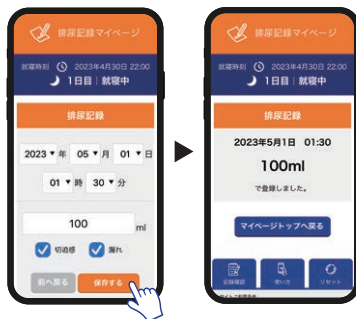 排尿記録マイページ
就寝時刻 2023年4月30日 22:00
1日目 | 就寝中
排尿記録
2023 ▼ 年 05 ▼ 月 01 ▼ 日
01 ▼ 時 30 ▼ 分
100 ml
切迫感 漏れ
前へ戻る 保存する
排尿記録マイページ
就寝時刻 2023年4月30日 22:00
1日目 | 就寝中
排尿記録
2023年5月1日 01:30
100ml
で登録しました。
マイページトップへ戻る
記録確認 使い方 リセット